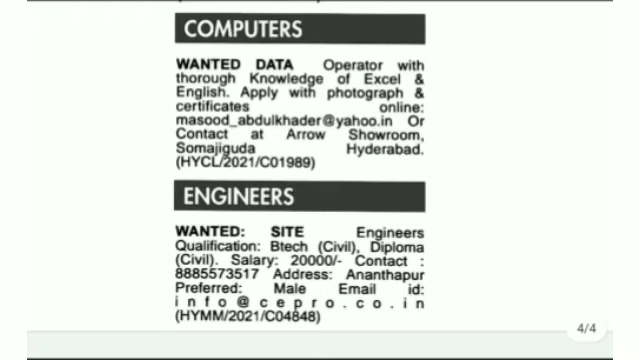 COMPUTERS
WANTED DATA Operator with
thorough Knowledge of Excel &
English. Apply with photograph &
certificates online:
masood_abdulkhader@yahoo.in Or
Contact at Arrow Showroom,
Somajiguda Hyderabad.
(HYCL/2021/C01989)
ENGINEERS
WANTED: SITE Engineers
Qualification: Btech (Civil), Diploma
(Civil). Salary: 20000/- Contact :
8885573517 Address: Ananthapur
Preferred: Male Email id:
info@cepro.co.in
(HYMM/2021/C04848)
4/4